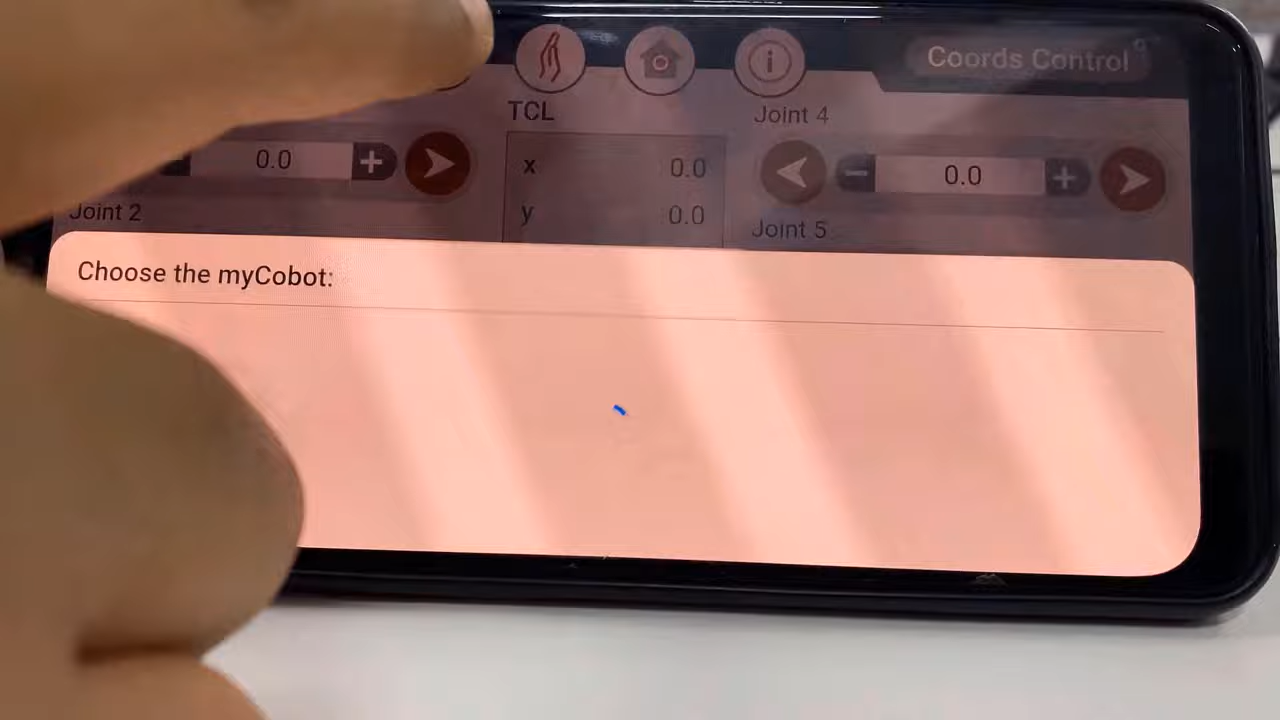 Coords Control
TCL
Joint 4
0.0
x 0.0
0.0
Joint 2
y 0.0
Joint 5
Choose the myCobot: